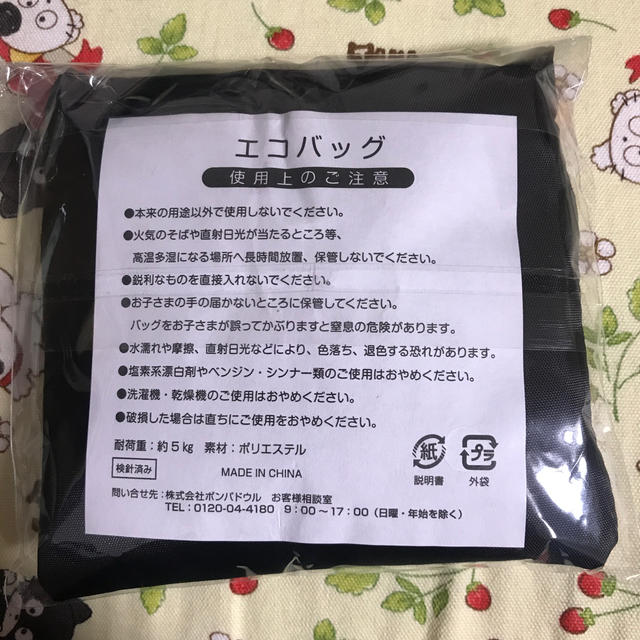 エコバッグ
使用上のご注意
●本来の用途以外で使用しないでください。
●火気のそばや直射日光が当たるところ等、
高温多湿になる場所へ長時間放置、保管しないでください。
●鋭利なものを直接入れないでください。
●お子さまの手の届かないところに保管してください。
バッグをお子さまが誤ってかぶりますと窒息の危険があります。
●水濡れや摩擦、直射日光などにより、色落ち、退色する恐れがあります。
●塩素系漂白剤やベンジン・シンナー類のご使用はおやめください。
●洗濯機・乾燥機のご使用はおやめください。
●破損した場合は直ちにご使用をおやめください。
耐荷重：約5kg 素材：ポリエステル
検針済み
MADE IN CHINA
紙
説明書
プラ
外袋
問い合せ先：株式会社ポンパドウル お客様相談室
TEL：0120-04-4180 9：00～17：00（日曜・年始を除く）